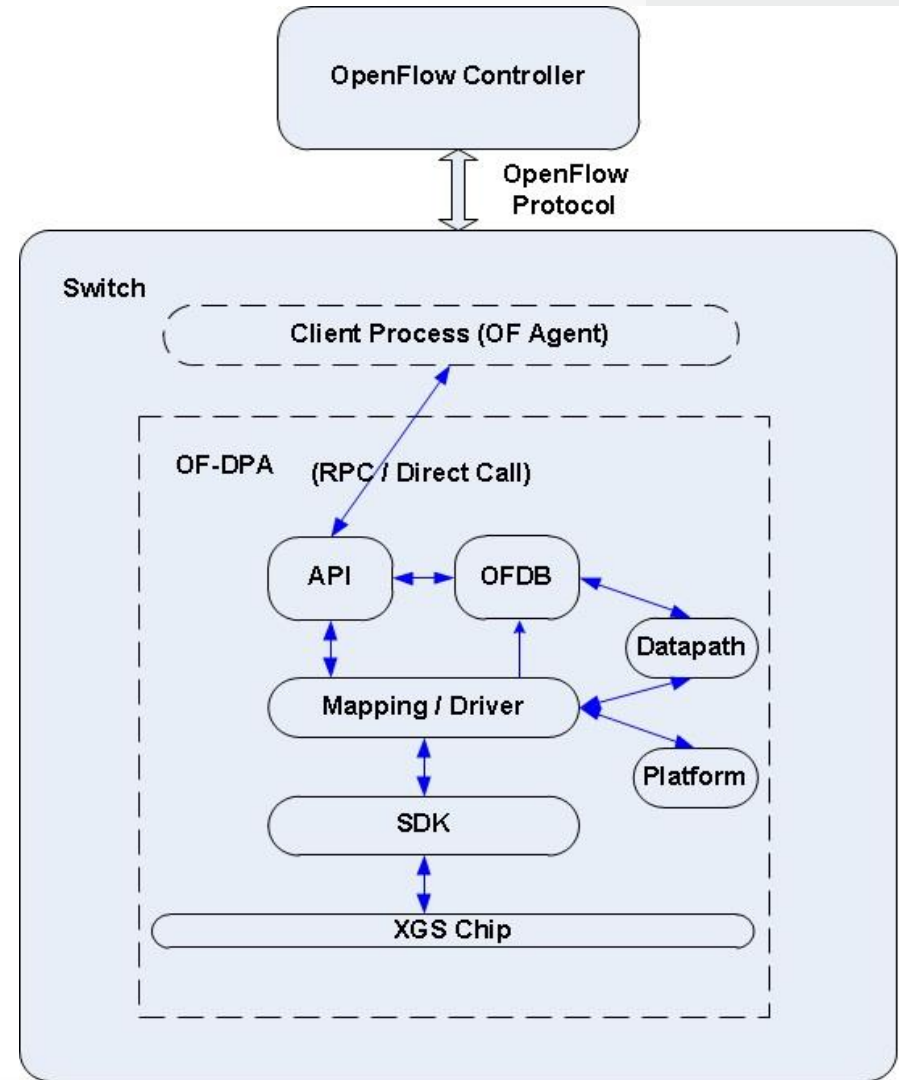 OpenFlow Controller
OpenFlow
Protocol
Switch
Client Process (OF Agent)
OF-DPA
(RPC / Direct Call)
API
OFDB
Datapath
Mapping / Driver
Platform
SDK
XGS Chip